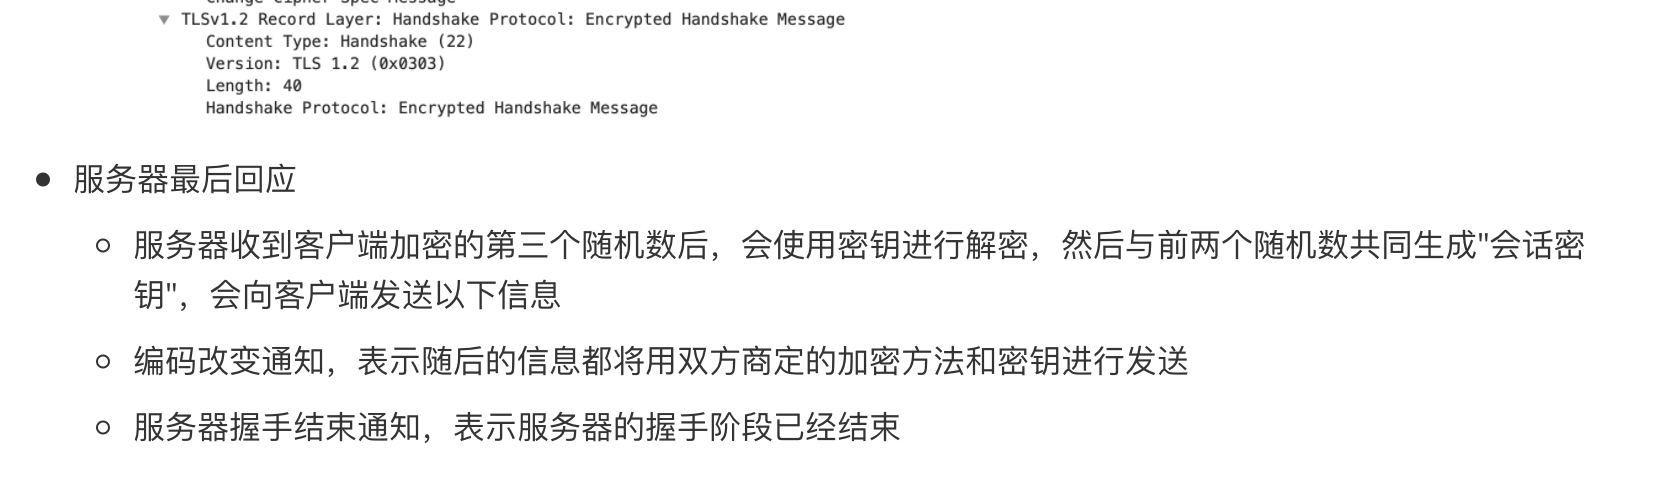 Change Cipher Spec Message
TLSv1.2 Record Layer: Handshake Protocol: Encrypted Handshake Message
Content Type: Handshake (22)
Version: TLS 1.2 (0x0303)
Length: 40
Handshake Protocol: Encrypted Handshake Message
服务器最后回应
服务器收到客户端加密的第三个随机数后，会使用密钥进行解密，然后与前两个随机数共同生成"会话密
钥"，会向客户端发送以下信息
编码改变通知，表示随后的信息都将用双方商定的加密方法和密钥进行发送
服务器握手结束通知，表示服务器的握手阶段已经结束